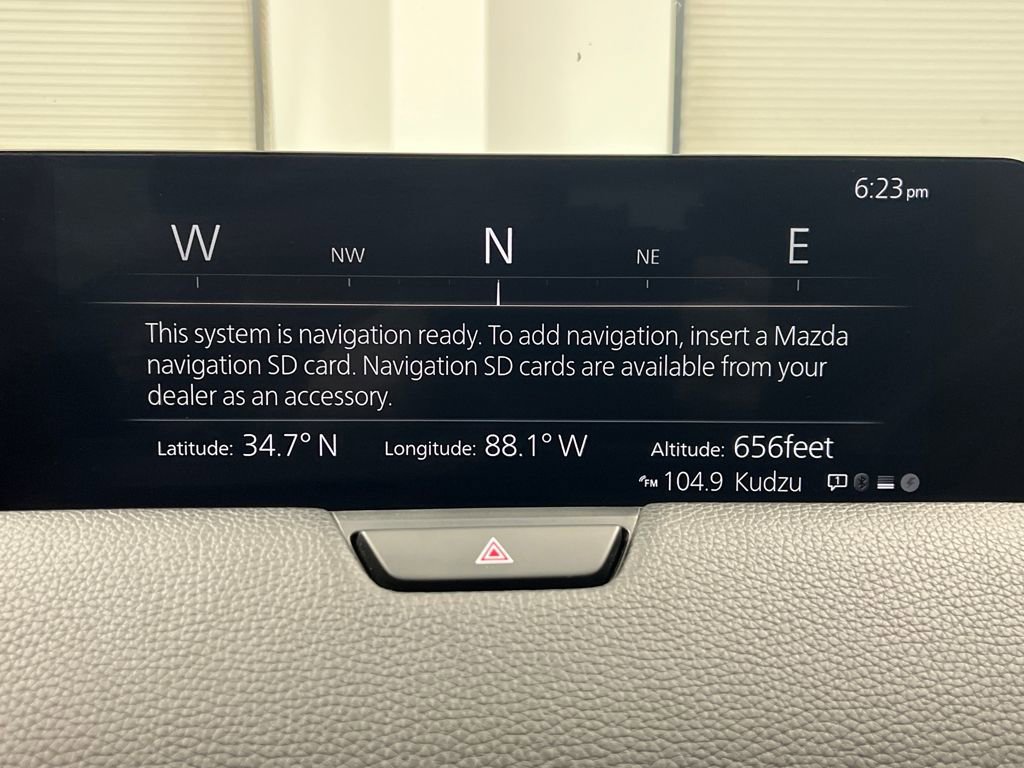 6:23pm
W NW N NE E
This system is navigation ready. To add navigation, insert a Mazda
navigation SD card. Navigation SD cards are available from your
dealer as an accessory.
Latitude: 34.7° N Longitude: 88.1° W Altitude: 656feet
FM 104.9 Kudzu 1